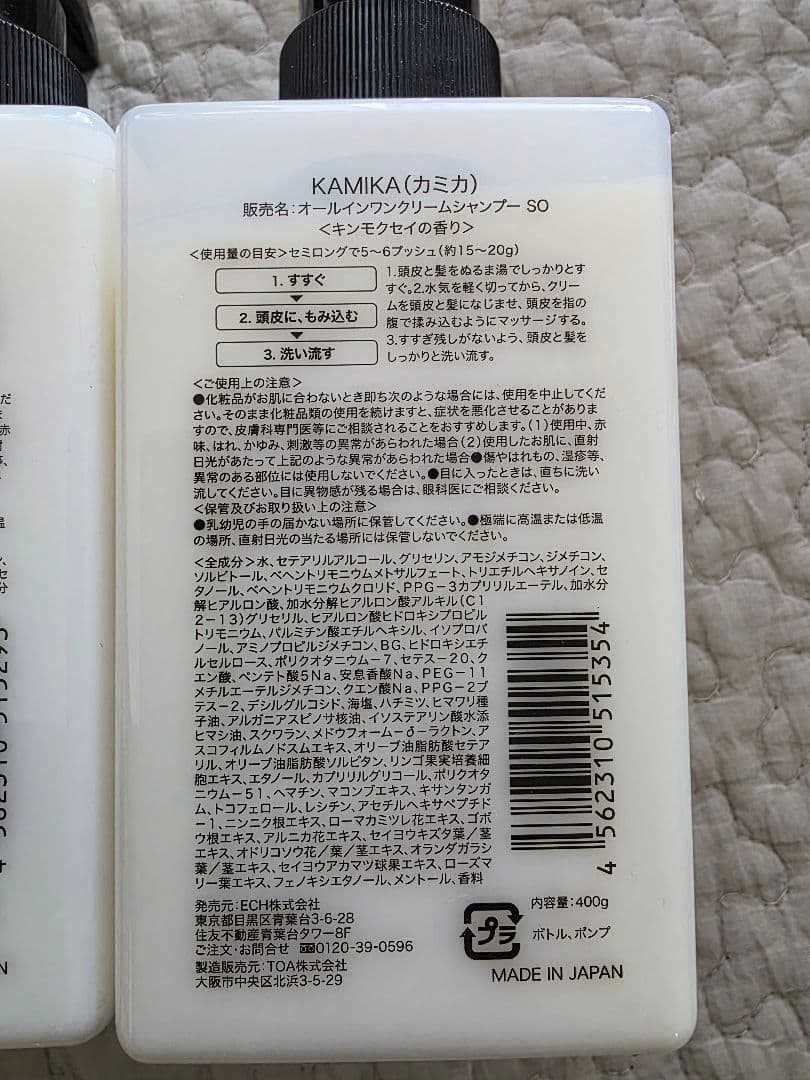 KAMIKA(カミカ)
販売名:オールインワンクリームシャンプー SO
<キンモクセイの香り>
<使用量の目安>セミロングで5～6プッシュ(約15～20g)
1. すすぐ
2. 頭皮に、もみ込む
3. 洗い流す
1.頭皮と髪をぬるま湯でしっかりとす
すぐ。2.水気を軽く切ってから、クリー
ムを頭皮と髪になじませ、頭皮を指の
腹で揉み込むようにマッサージする。
3.すすぎ残しがないよう、頭皮と髪を
しっかりと洗い流す。
<ご使用上の注意>
●化粧品がお肌に合わないとき即ち次のような場合には、使用を中止してくだ
さい。そのまま化粧品類の使用を続けますと、症状を悪化させることがありま
すので、皮膚科専門医等にご相談されることをおすすめします。(1)使用中、赤
味、はれ、かゆみ、刺激等の異常があらわれた場合(2)使用したお肌に、直射
日光があたって上記のような異常があらわれた場合●傷やはれもの、湿疹等、
異常のある部位には使用しないでください。●目に入ったときは、直ちに洗い
流してください。目に異物感が残る場合は、眼科医にご相談ください。
<保管及びお取り扱い上の注意>
●乳幼児の手の届かない場所に保管してください。●極端に高温または低温
の場所、直射日光の当たる場所には保管しないでください。
<全成分>水、セテアリルアルコール、グリセリン、アモジメチコン、ジメチコン、
ソルビトール、ベヘントリモニウムメトサルフェート、トリエチルヘキサノイン、セ
タノール、ベヘントリモニウムクロリド、PPG-3カプリリルエーテル、加水分
解ヒアルロン酸、加水分解ヒアルロン酸アルキル(C1
2-13)グリセリル、ヒアルロン酸ヒドロキシプロピル
トリモニウム、パルミチン酸エチルヘキシル、イソプロパ
ノール、アミノプロピルジメチコン、BG、ヒドロキシエチ
ルセルロース、ポリクオタニウム-7、セテス-20、ク
エン酸、ペンテト酸5Na、安息香酸Na、PEG-11
メチルエーテルジメチコン、クエン酸Na、PPG-2ブ
テス-2、デシルグルコシド、海塩、ハチミツ、ヒマワリ種
子油、アルガニアスピノサ核油、イソステアリン酸水添
ヒマシ油、スクワラン、メドウフォーム-δ-ラクトン、ア
スコフィルムノドスムエキス、オリーブ油脂肪酸セテア
リル、オリーブ油脂肪酸ソルビタン、リンゴ果実培養細
胞エキス、エタノール、カプリリルグリコール、ポリクオタ
ニウム-51、ヘマチン、マコンブエキス、キサンタンガ
ム、トコフェロール、レシチン、アセチルヘキサペプチド
-1、ニンニク根エキス、ローマカミツレ花エキス、ゴボ
ウ根エキス、アルニカ花エキス、セイヨウキズタ葉/茎
エキス、オドリコソウ花/葉/茎エキス、オランダガラシ
葉/茎エキス、セイヨウアカマツ球果エキス、ローズマ
リー葉エキス、フェノキシエタノール、メントール、香料
4 562310 515354
発売元:ECH株式会社
東京都目黒区青葉台3-6-28
住友不動産青葉台タワー8F
ご注文・お問合せ 0120-39-0596
製造販売元:TOA株式会社
大阪市中央区北浜3-5-29
内容量:400g
プラ
ボトル、ポンプ
MADE IN JAPAN